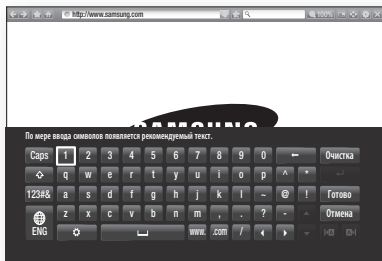 http://www.samsung.com
100%
SAMSUNG
По мере ввода символов появляется рекомендуемый текст.
Caps 1 2 3 4 5 6 7 8 9 0 ← Очистка
q w e r t y u i o p ^ *
123#& a s d f g h j k l ~ @ ! Готово
z x c v b n m , . ? - Отмена
ENG www. .com /